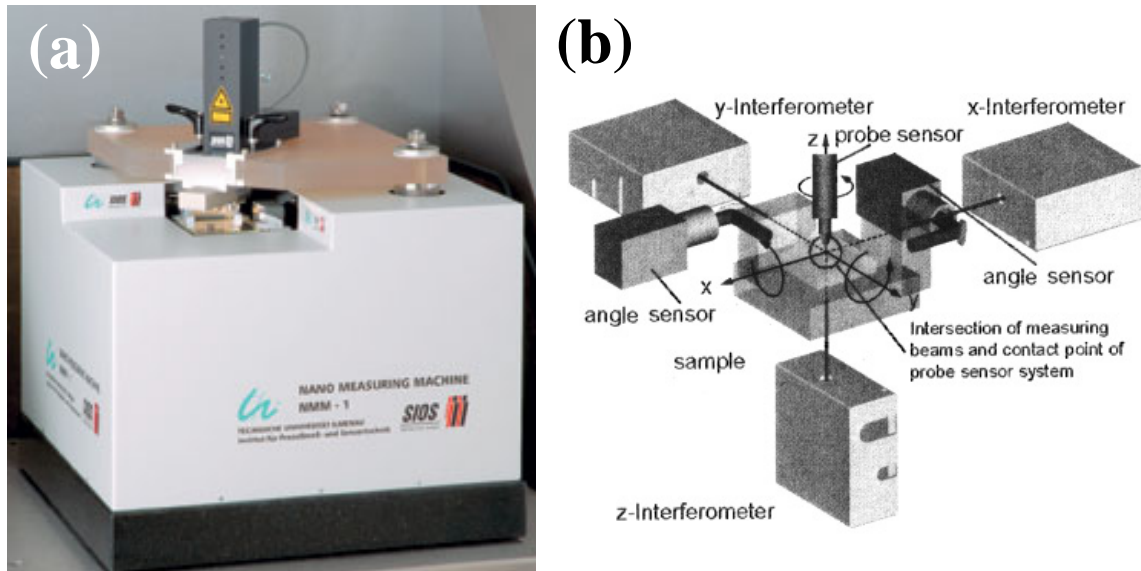 (a)
SIOS
NANO MEASURING MACHINE
NMM - 1
SIOS
TECHNISCHE UNIVERSITÄT ILMENAU
Institut für Prozeßmeß- und Sensortechnik
(b)
y-Interferometer
x-Interferometer
z
probe sensor
x
y
angle sensor
angle sensor
sample
Intersection of measuring
beams and contact point of
probe sensor system
z-Interferometer